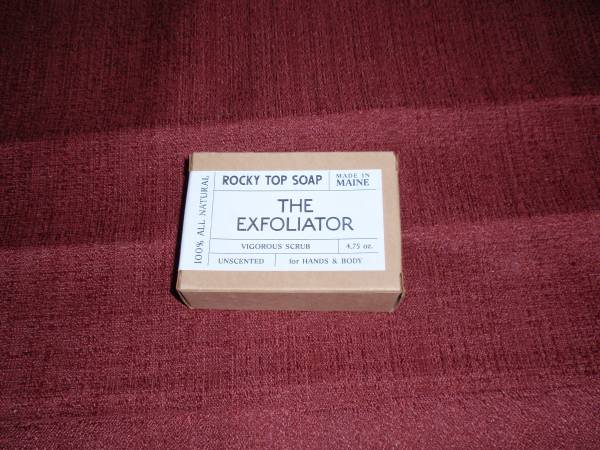 100% ALL NATURAL
ROCKY TOP SOAP
MADE IN
MAINE
THE
EXFOLIATOR
VIGOROUS SCRUB
4.75 oz.
UNSCENTED
for HANDS & BODY